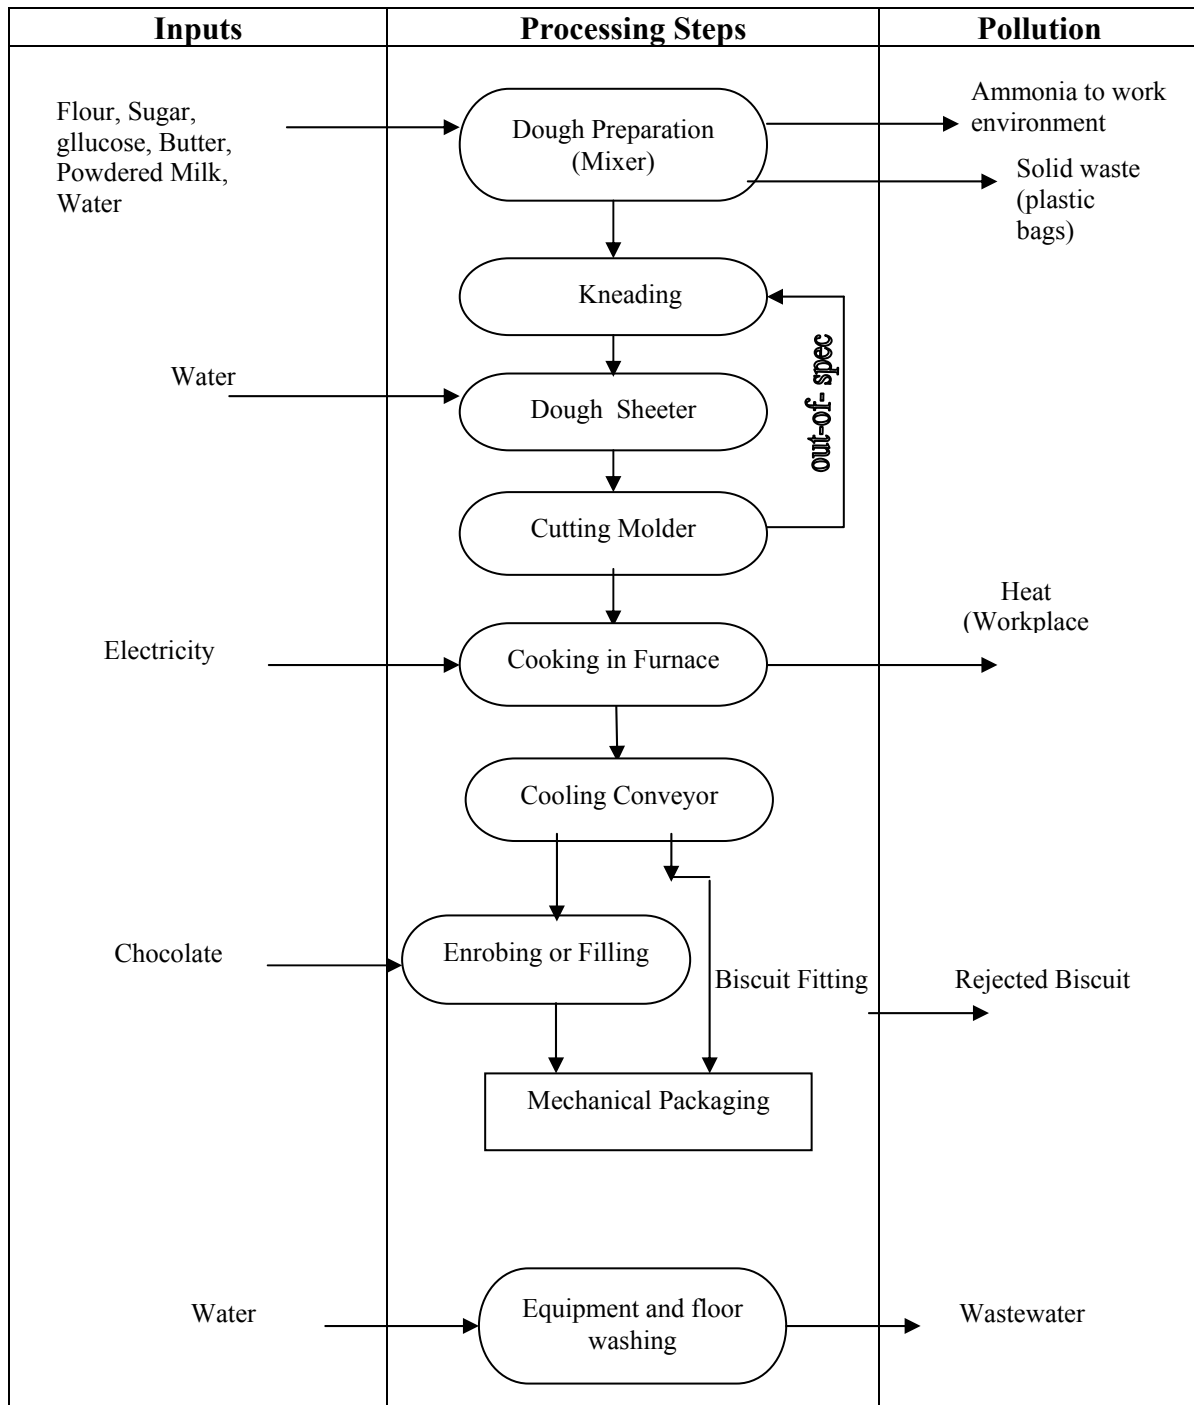 Inputs
Processing Steps
Pollution
Flour, Sugar,
gllucose, Butter,
Powdered Milk,
Water
Dough Preparation
(Mixer)
Ammonia to work
environment
Solid waste
(plastic
bags)
Kneading
out-of- spec
Water
Dough Sheeter
Cutting Molder
Heat
(Workplace
Electricity
Cooking in Furnace
Cooling Conveyor
Chocolate
Enrobing or Filling
Biscuit Fitting
Rejected Biscuit
Mechanical Packaging
Water
Equipment and floor
washing
Wastewater